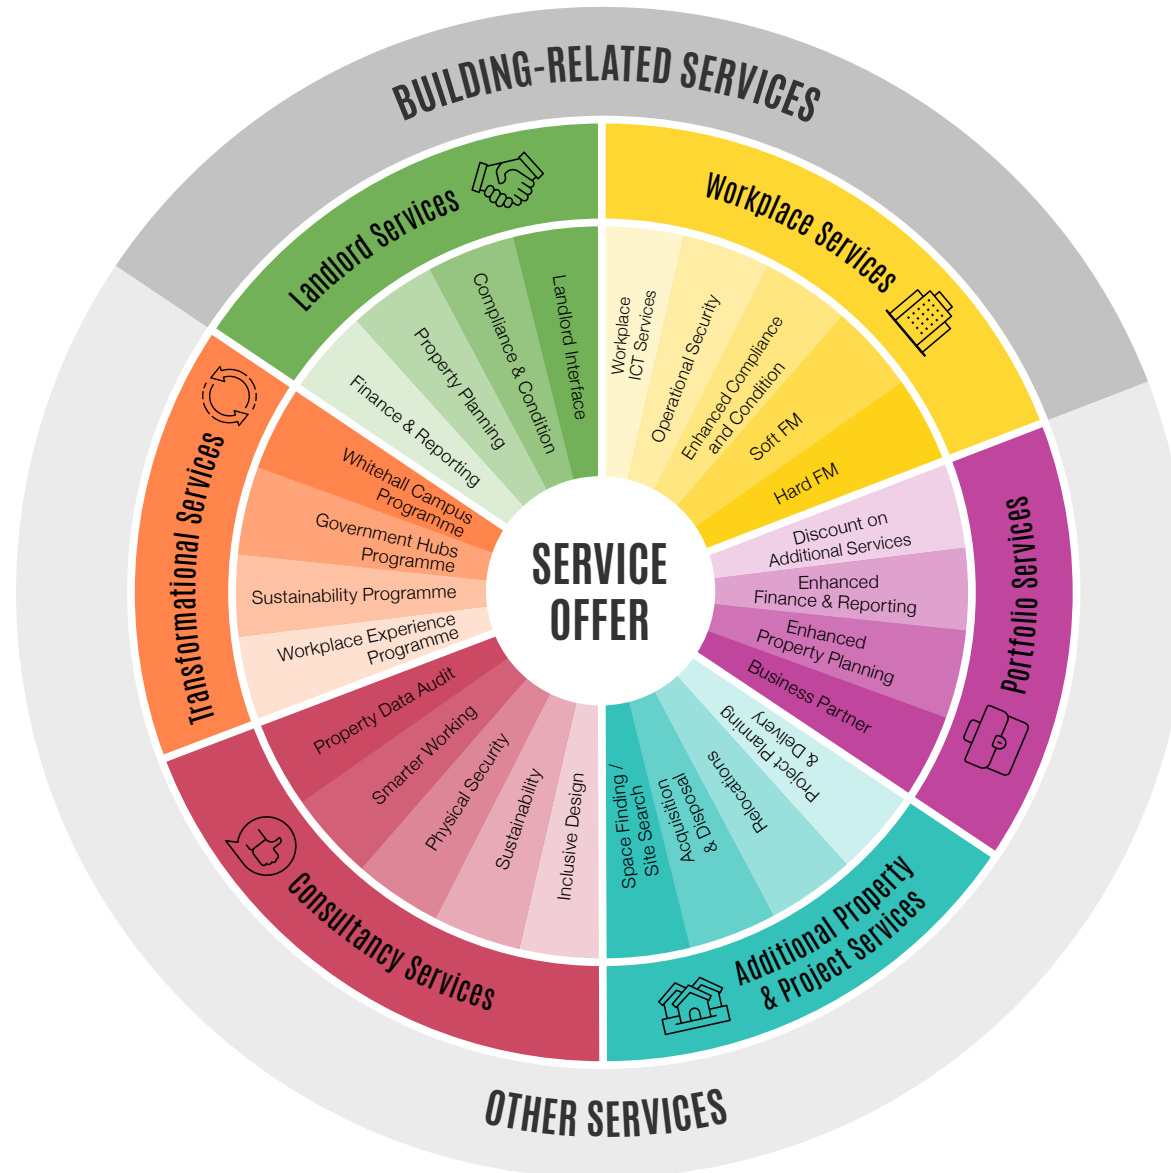 BUILDING-RELATED SERVICES
Landlord Services
Workplace Services
Portfolio Services
Additional Property
& Project Services
Consultancy Services
Transformational Services
OTHER SERVICES
SERVICE
OFFER
Finance & Reporting
Property Planning
Compliance & Condition
Landlord Interface
Workplace
ICT Services
Operational Security
Enhanced Compliance
and Condition
Soft FM
Hard FM
Discount on
Additional Services
Enhanced
Finance & Reporting
Enhanced
Property Planning
Business Partner
Project Planning
& Delivery
Relocations
Acquisition
& Disposal
Space Finding /
Site Search
Inclusive Design
Sustainability
Physical Security
Smarter Working
Property Data Audit
Workplace Experience
Programme
Sustainability Programme
Government Hubs
Programme
Whitehall Campus
Programme